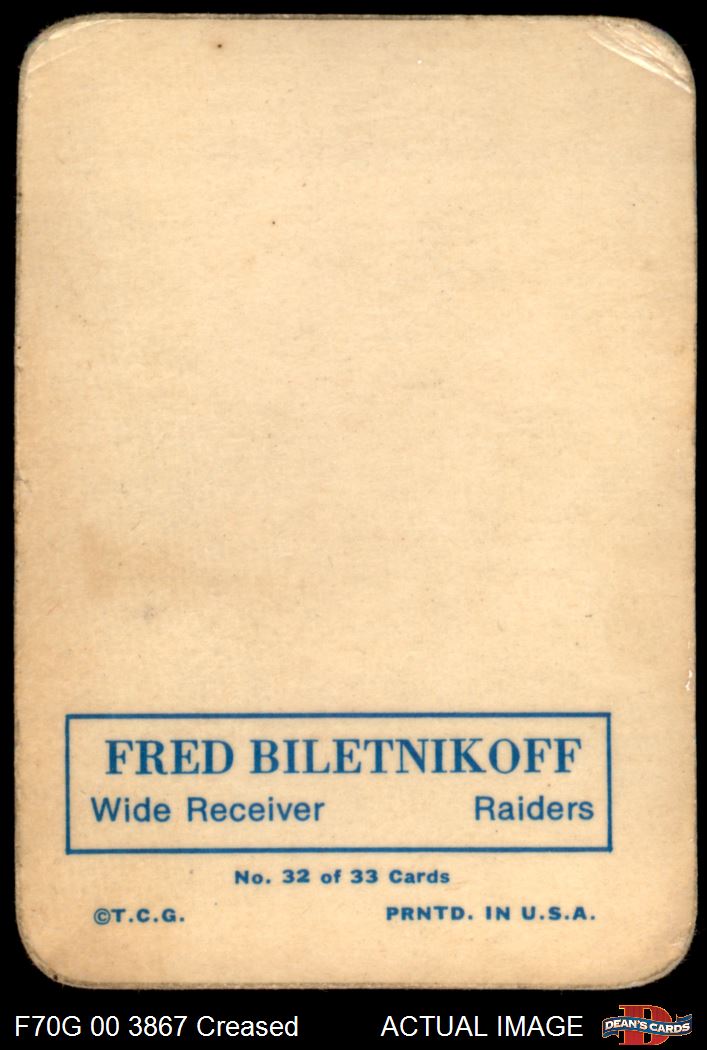 FRED BILETNIKOFF
Wide Receiver Raiders
No. 32 of 33 Cards
©T.C.G. PRNTD. IN U.S.A.
F70G 00 3867 Creased ACTUAL IMAGE DEAN'S CARDS